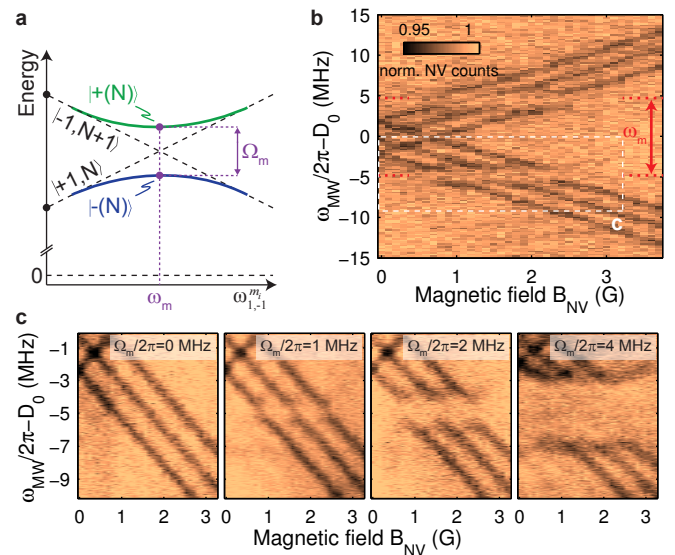 a
Energy
|+(N)⟩
|-1,N+1⟩
|+1,N⟩
|-(N)⟩
Ω_m
0
ω_m
ω_{1,-1}^{m_I}
b
0.95 1
norm. NV counts
ω_MW/2π−D_0 (MHz)
15
10
5
0
−5
−10
−15
ω_m
c
0 1 2 3
Magnetic field B_NV (G)
c
Ω_m/2π=0 MHz
Ω_m/2π=1 MHz
Ω_m/2π=2 MHz
Ω_m/2π=4 MHz
ω_MW/2π−D_0 (MHz)
−1
−3
−5
−7
−9
0 1 2 3 0 1 2 3 0 1 2 3 0 1 2 3
Magnetic field B_NV (G)